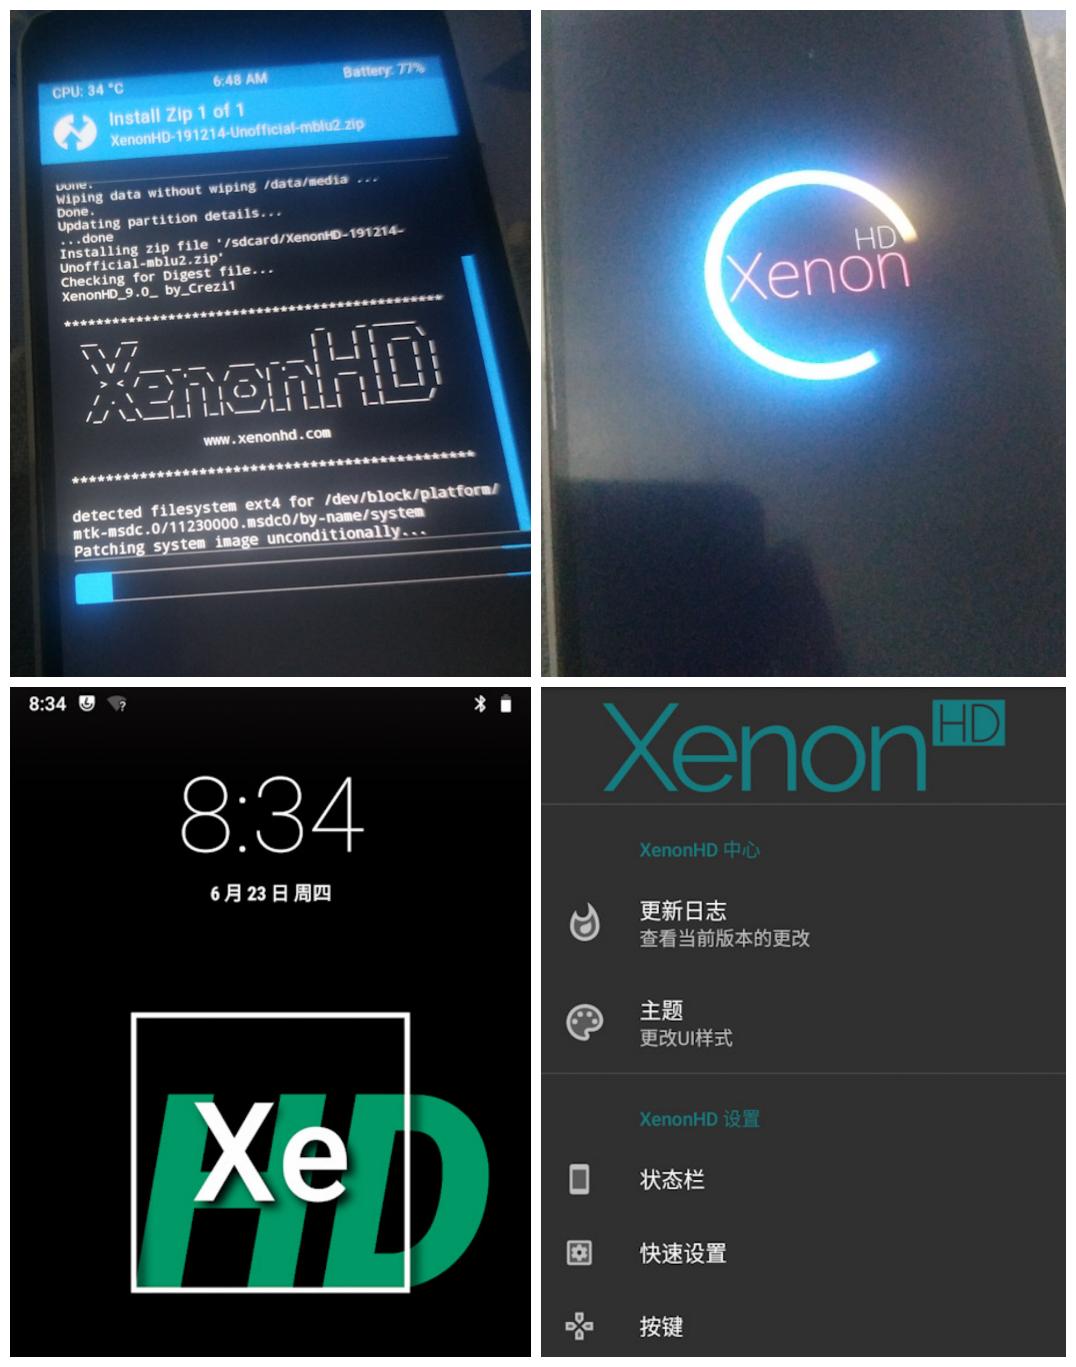 CPU: 34 °C 6:48 AM Battery: 77%
Install Zip 1 of 1
XenonHD-191214-Unofficial-mblu2.zip
Done.
Wiping data without wiping /data/media ...
Done.
Updating partition details...
...done
Installing zip file '/sdcard/XenonHD-191214-
Unofficial-mblu2.zip'
Checking for Digest file...
XenonHD_9.0_ by_Crezi1
XenonHD
www.xenonhd.com
detected filesystem ext4 for /dev/block/platform/
mtk-msdc.0/11230000.msdc0/by-name/system
Patching system image unconditionally...
HD
Xenon
8:34
8:34
6 月 23 日 周四
Xe
HD
Xenon HD
XenonHD 中心
更新日志
查看当前版本的更改
主题
更改UI样式
XenonHD 设置
状态栏
快速设置
按键